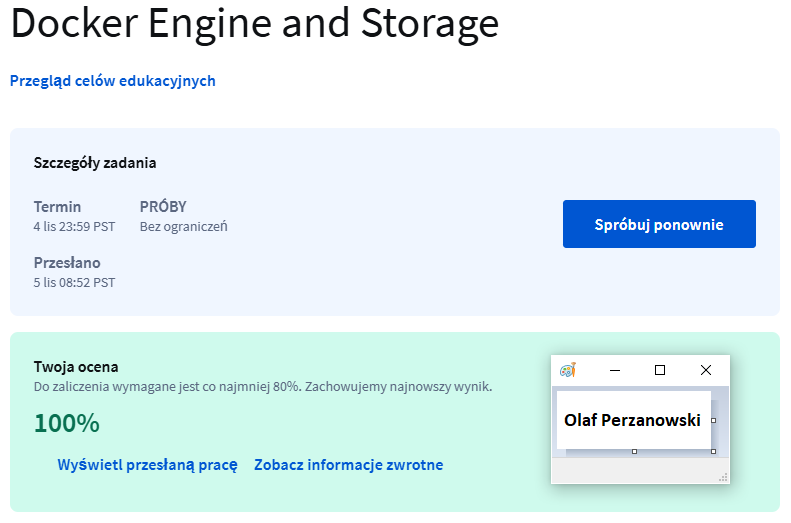 Docker Engine and Storage
Przegląd celów edukacyjnych
Szczegóły zadania
Termin
PRÓBY
4 lis 23:59 PST
Bez ograniczeń
Spróbuj ponownie
Przesłano
5 lis 08:52 PST
Twoja ocena
Do zaliczenia wymagane jest co najmniej 80%. Zachowujemy najnowszy wynik.
100%
Olaf Perzanowski
Wyświetl przesłaną pracę
Zobacz informacje zwrotne